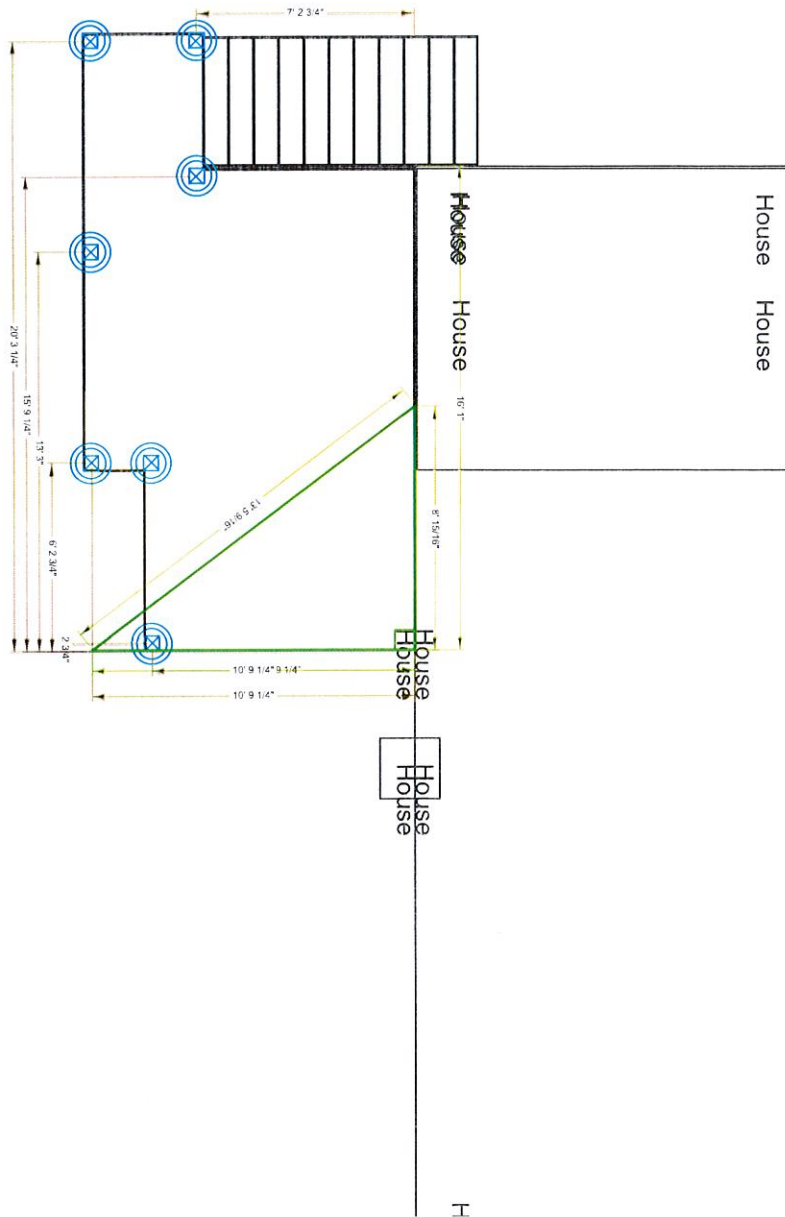 7' 2 3/4"
House
House
House
House
House
16' 1"
20' 3 1/4"
15' 9 1/4"
13' 3"
6' 2 3/4"
13' 5 9/16"
8' 15/16"
2 3/4"
House
House
10' 9 1/4" 9 1/4"
10' 9 1/4"
House
House
H